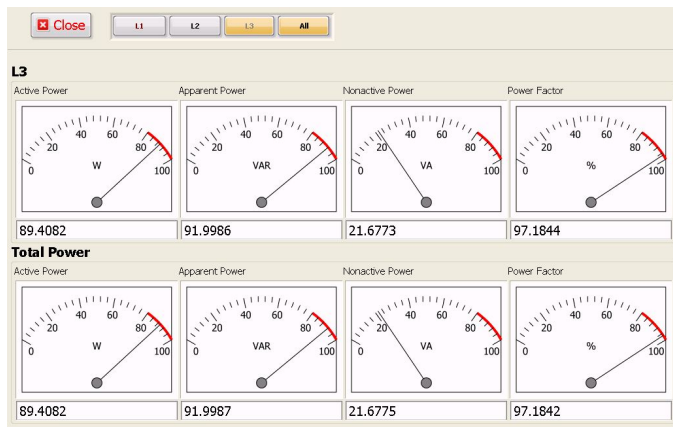 Close L1 L2 L3 All
L3
Active Power Apparent Power Nonactive Power Power Factor
40 60 40 60 40 60 40 60
20 80 20 80 20 80 20 80
W VAR VA %
0 100 0 100 0 100 0 100
89.4082 91.9986 21.6773 97.1844
Total Power
Active Power Apparent Power Nonactive Power Power Factor
40 60 40 60 40 60 40 60
20 80 20 80 20 80 20 80
W VAR VA %
0 100 0 100 0 100 0 100
89.4082 91.9987 21.6775 97.1842